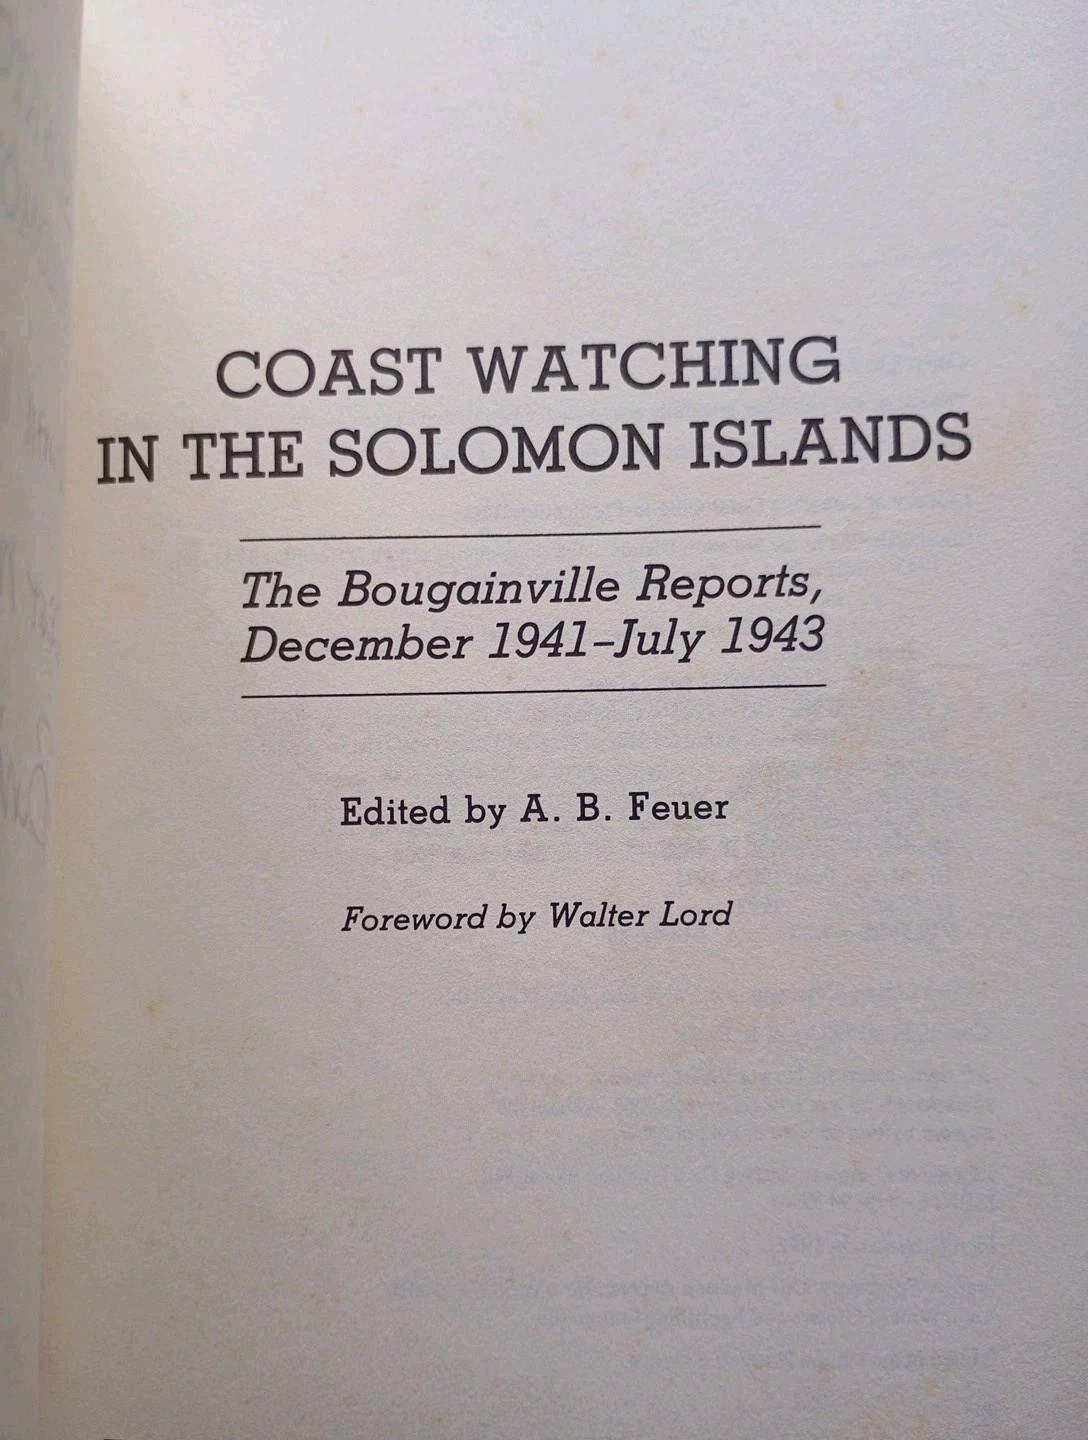 COAST WATCHING
IN THE SOLOMON ISLANDS
The Bougainville Reports,
December 1941–July 1943
Edited by A. B. Feuer
Foreword by Walter Lord